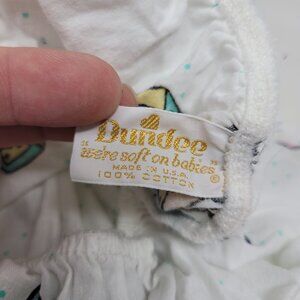 Dundee
"we're soft on babies"
MADE IN U.S.A.
100% COTTON